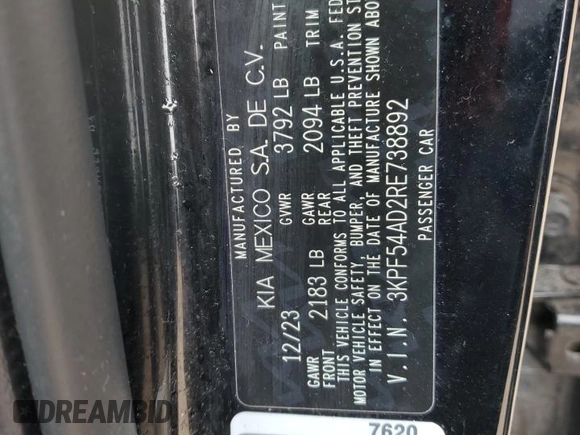 MANUFACTURED BY
KIA MEXICO S.A. DE C.V.
12/23 GVWR 3792 LB PAINT
GAWR FRONT 2183 LB GAWR REAR 2094 LB TRIM
THIS VEHICLE CONFORMS TO ALL APPLICABLE U.S.A. FED
MOTOR VEHICLE SAFETY, BUMPER, AND THEFT PREVENTION ST
IN EFFECT ON THE DATE OF MANUFACTURE SHOWN ABO
V.I.N. 3KPF54AD2RE738892
PASSENGER CAR
7620
IDREAMBID